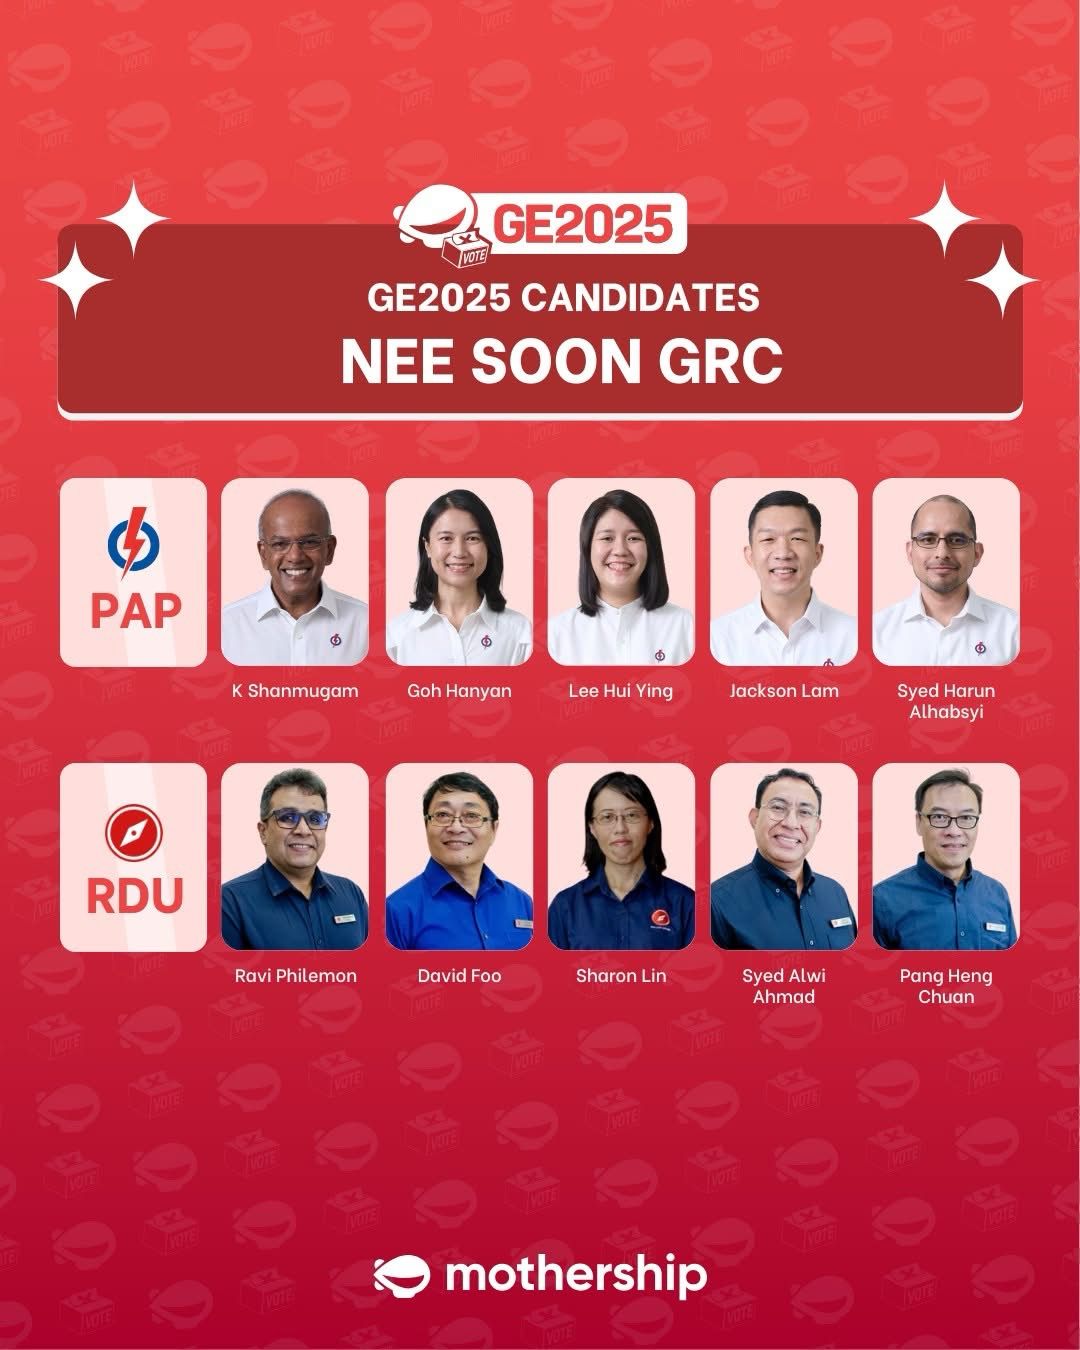 GE2025
VOTE
GE2025 CANDIDATES
NEE SOON GRC
PAP
K Shanmugam
Goh Hanyan
Lee Hui Ying
Jackson Lam
Syed Harun
Alhabsyi
RDU
Ravi Philemon
David Foo
Sharon Lin
Syed Alwi
Ahmad
Pang Heng
Chuan
mothership